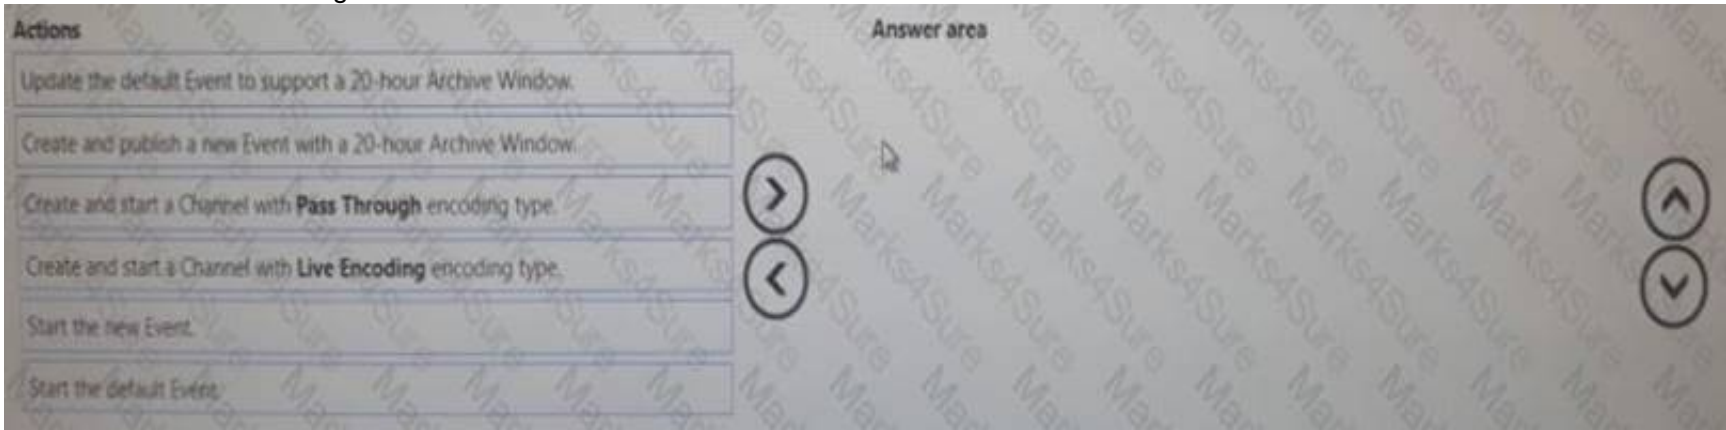 Actions
Answer area
Update the default Event to support a 20-hour Archive Window.
Create and publish a new Event with a 20-hour Archive Window.
Create and start a Channel with Pass Through encoding type.
Create and start a Channel with Live Encoding encoding type.
Start the new Event.
Start the default Event.
Marks4Sure